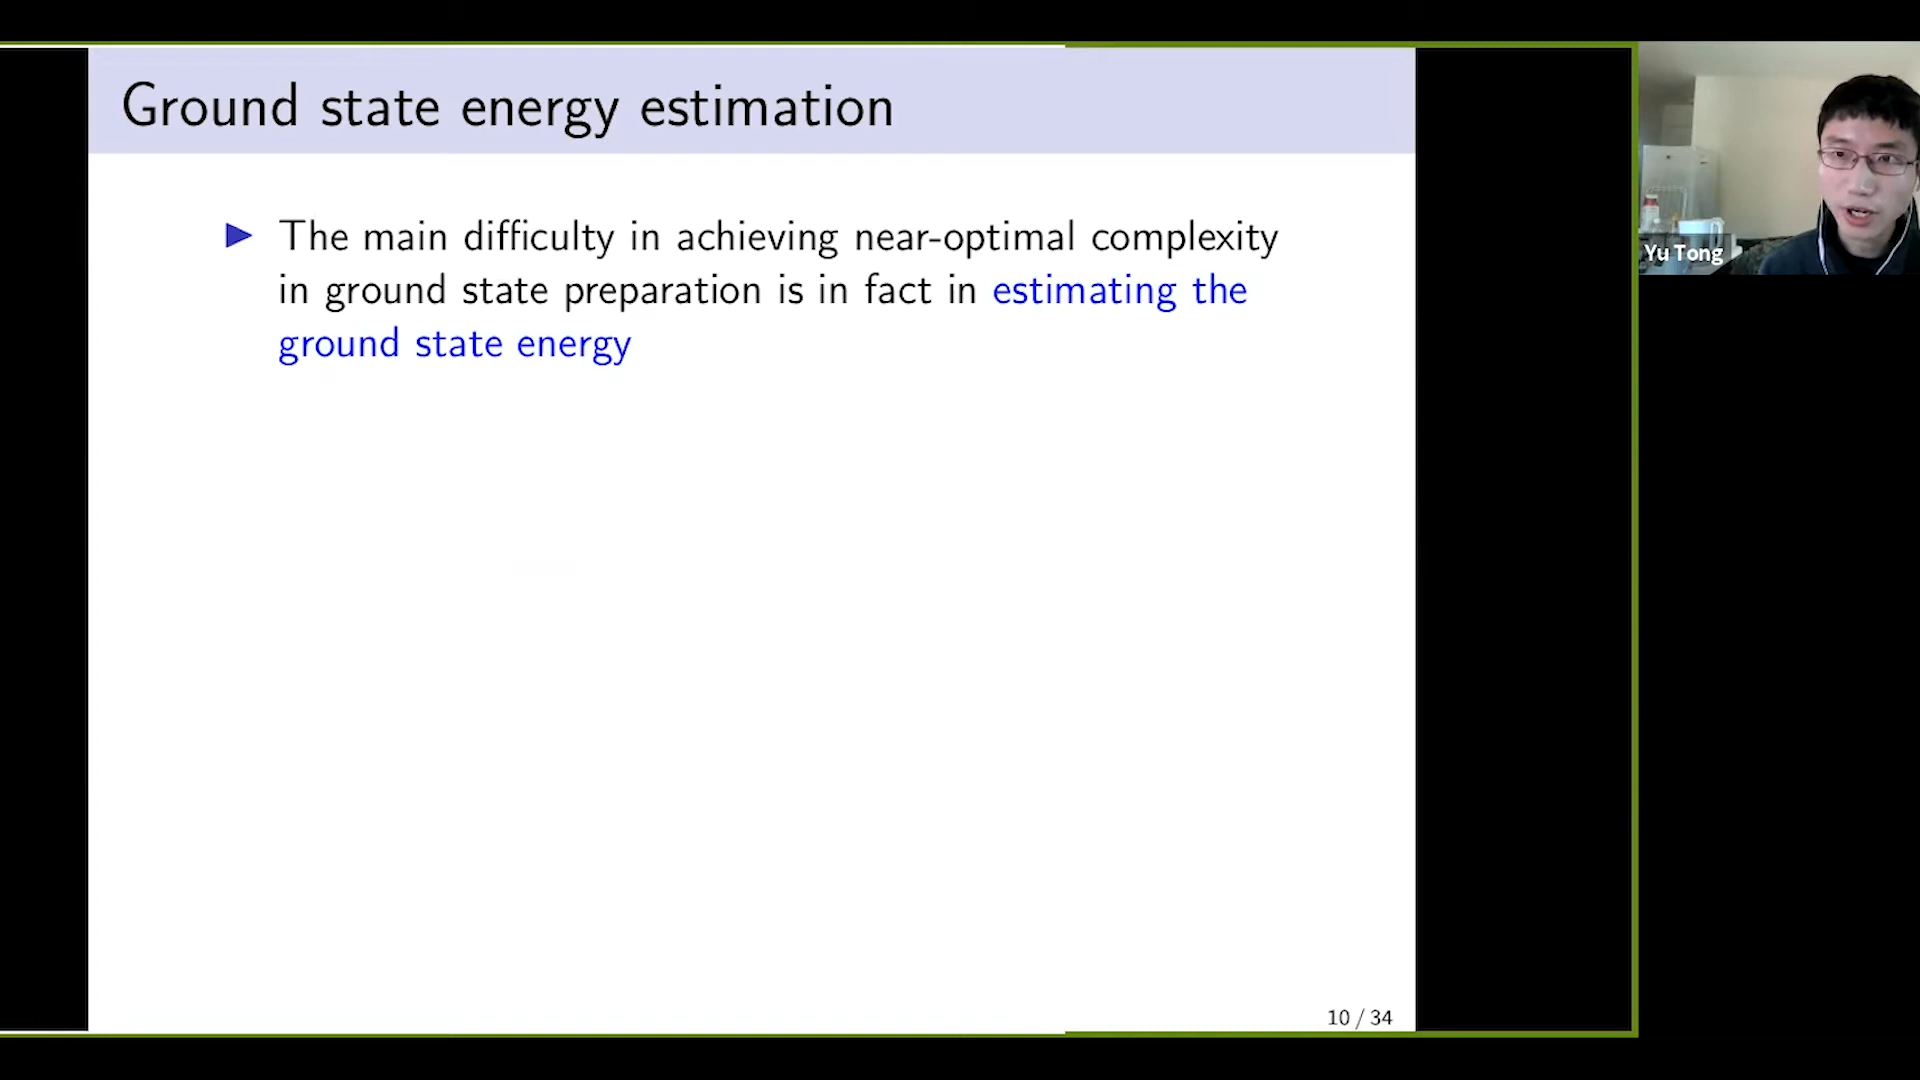 Ground state energy estimation
▶ The main difficulty in achieving near-optimal complexity
in ground state preparation is in fact in estimating the
ground state energy
10 / 34
Yu Tong